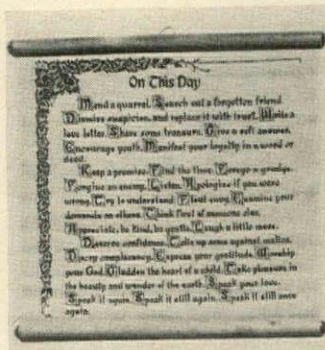 On This Day
Mend a quarrel. Search out a forgotten friend.
Dismiss suspicion, and replace it with trust. Write a
love letter. Share some treasure. Give a soft answer.
Encourage youth. Manifest your loyalty in a word or
deed.
Keep a promise. Find the time. Forego a grudge.
Forgive an enemy. Listen. Apologize if you were
wrong. Try to understand. Flout envy. Examine your
demands on others. Think first of someone else.
Appreciate, be kind, be gentle. Laugh a little more.
Deserve confidence. Take up arms against malice.
Decry complacency. Express your gratitude. Worship
your God. Gladden the heart of a child. Take pleasure in
the beauty and wonder of the earth. Speak your love.
Speak it again. Speak it still again. Speak it still once
again.